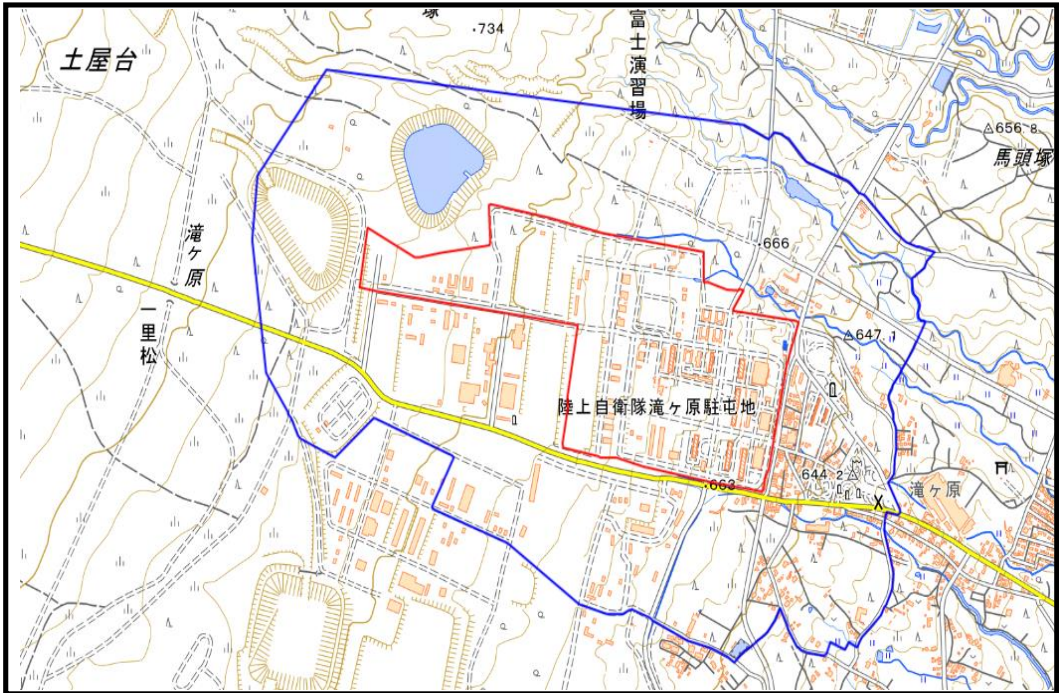 土屋台
塚
・734
富士演習場
△656.8
馬頭塚
滝ヶ原
・666
一里松
△647.1
陸上自衛隊滝ヶ原駐屯地
644.2△
・663
滝ヶ原